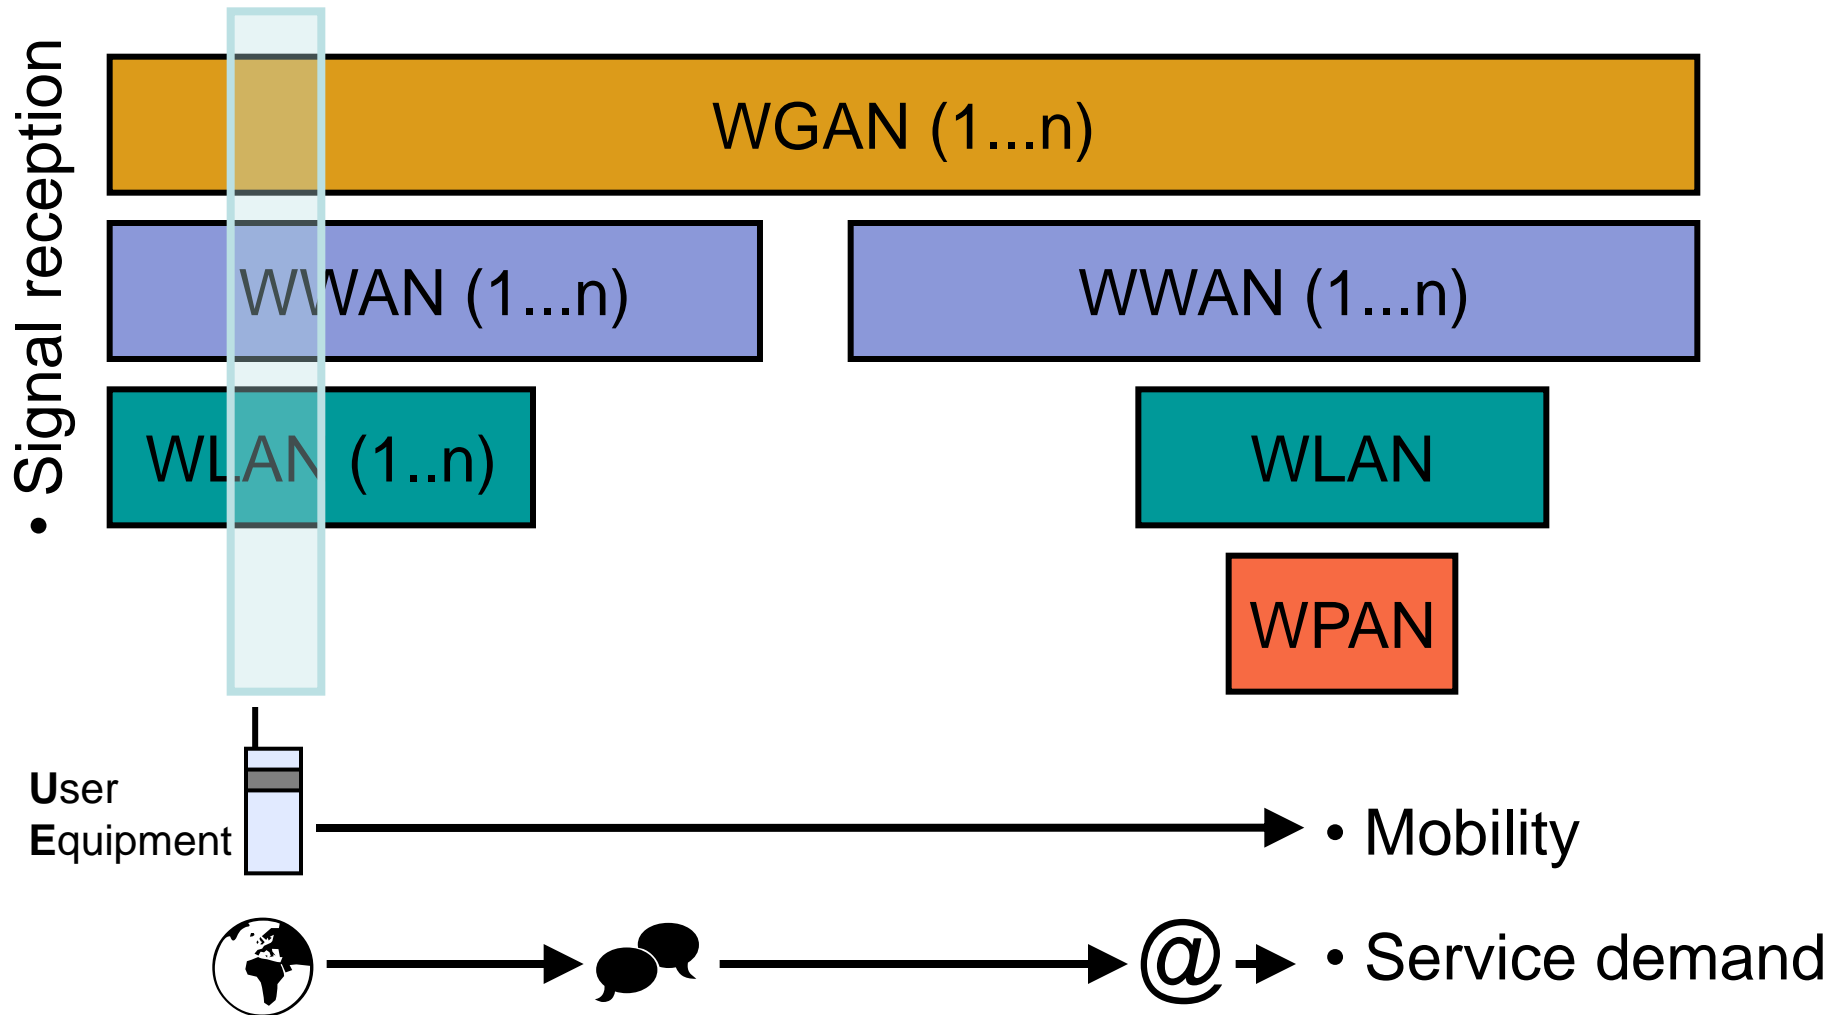 • Signal reception
WGAN (1...n)
WWAN (1...n)
WWAN (1...n)
WLAN (1..n)
WLAN
WPAN
User
Equipment
• Mobility
@
• Service demand